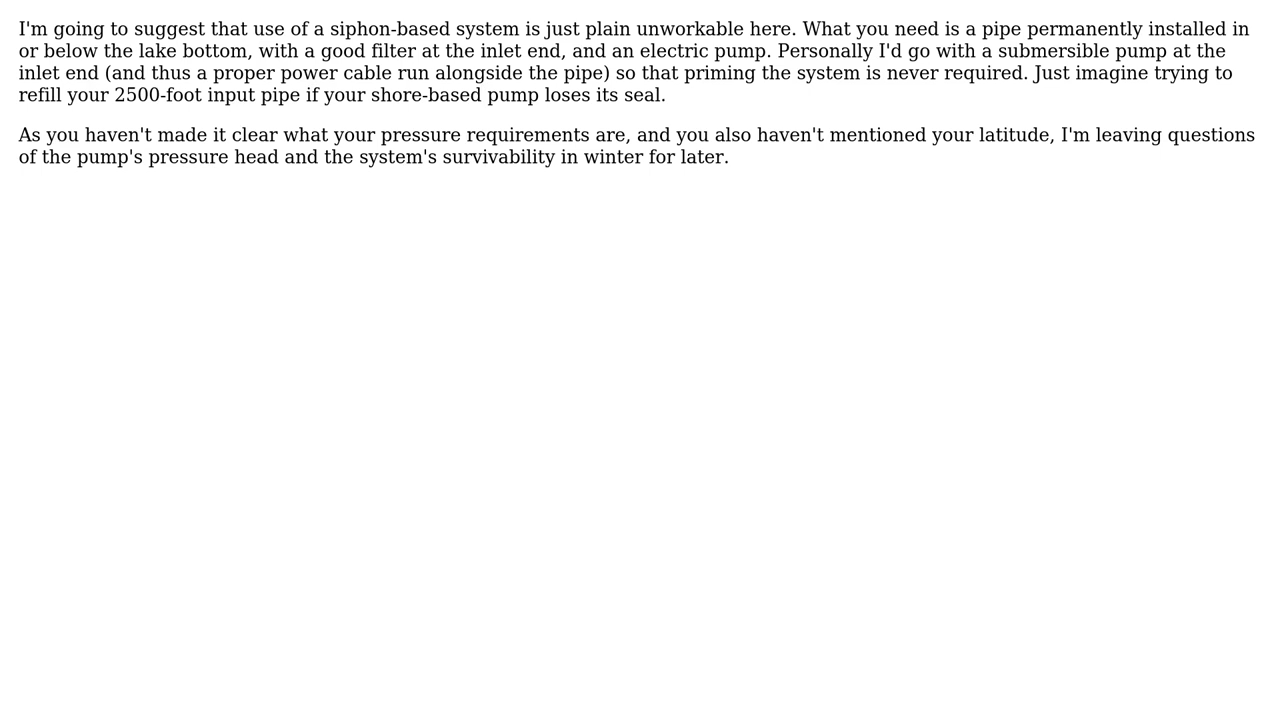 I'm going to suggest that use of a siphon-based system is just plain unworkable here. What you need is a pipe permanently installed in
or below the lake bottom, with a good filter at the inlet end, and an electric pump. Personally I'd go with a submersible pump at the
inlet end (and thus a proper power cable run alongside the pipe) so that priming the system is never required. Just imagine trying to
refill your 2500-foot input pipe if your shore-based pump loses its seal.
As you haven't made it clear what your pressure requirements are, and you also haven't mentioned your latitude, I'm leaving questions
of the pump's pressure head and the system's survivability in winter for later.